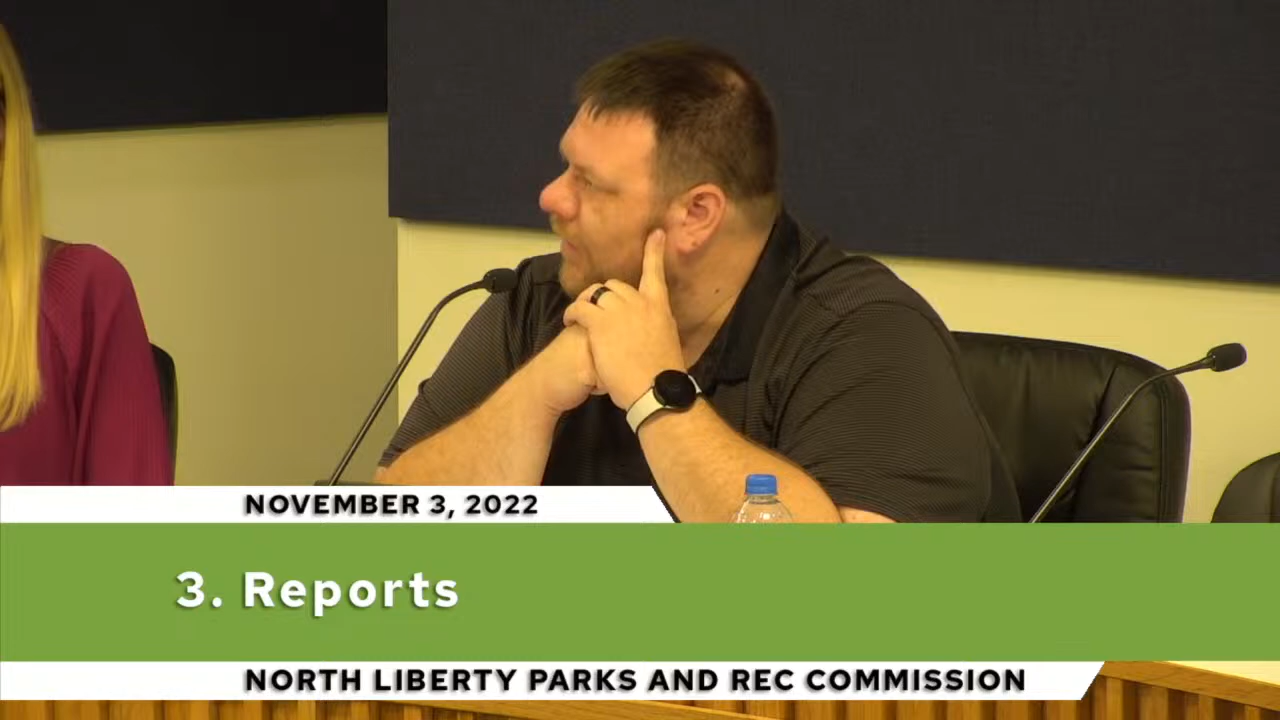 NOVEMBER 3, 2022
3. Reports
NORTH LIBERTY PARKS AND REC COMMISSION